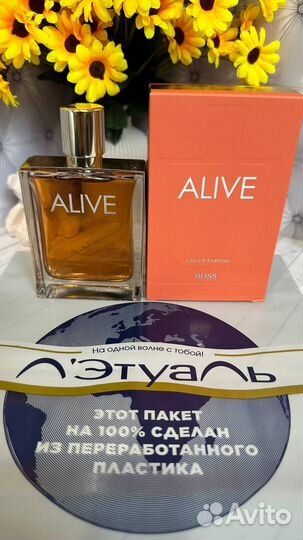 ALIVE
ALIVE
EAU DE PARFUM
BOSS
На одной волне с тобой!
Л'Этуаль
ЭТОТ ПАКЕТ
НА 100% СДЕЛАН
ИЗ ПЕРЕРАБОТАННОГО
ПЛАСТИКА
Avito